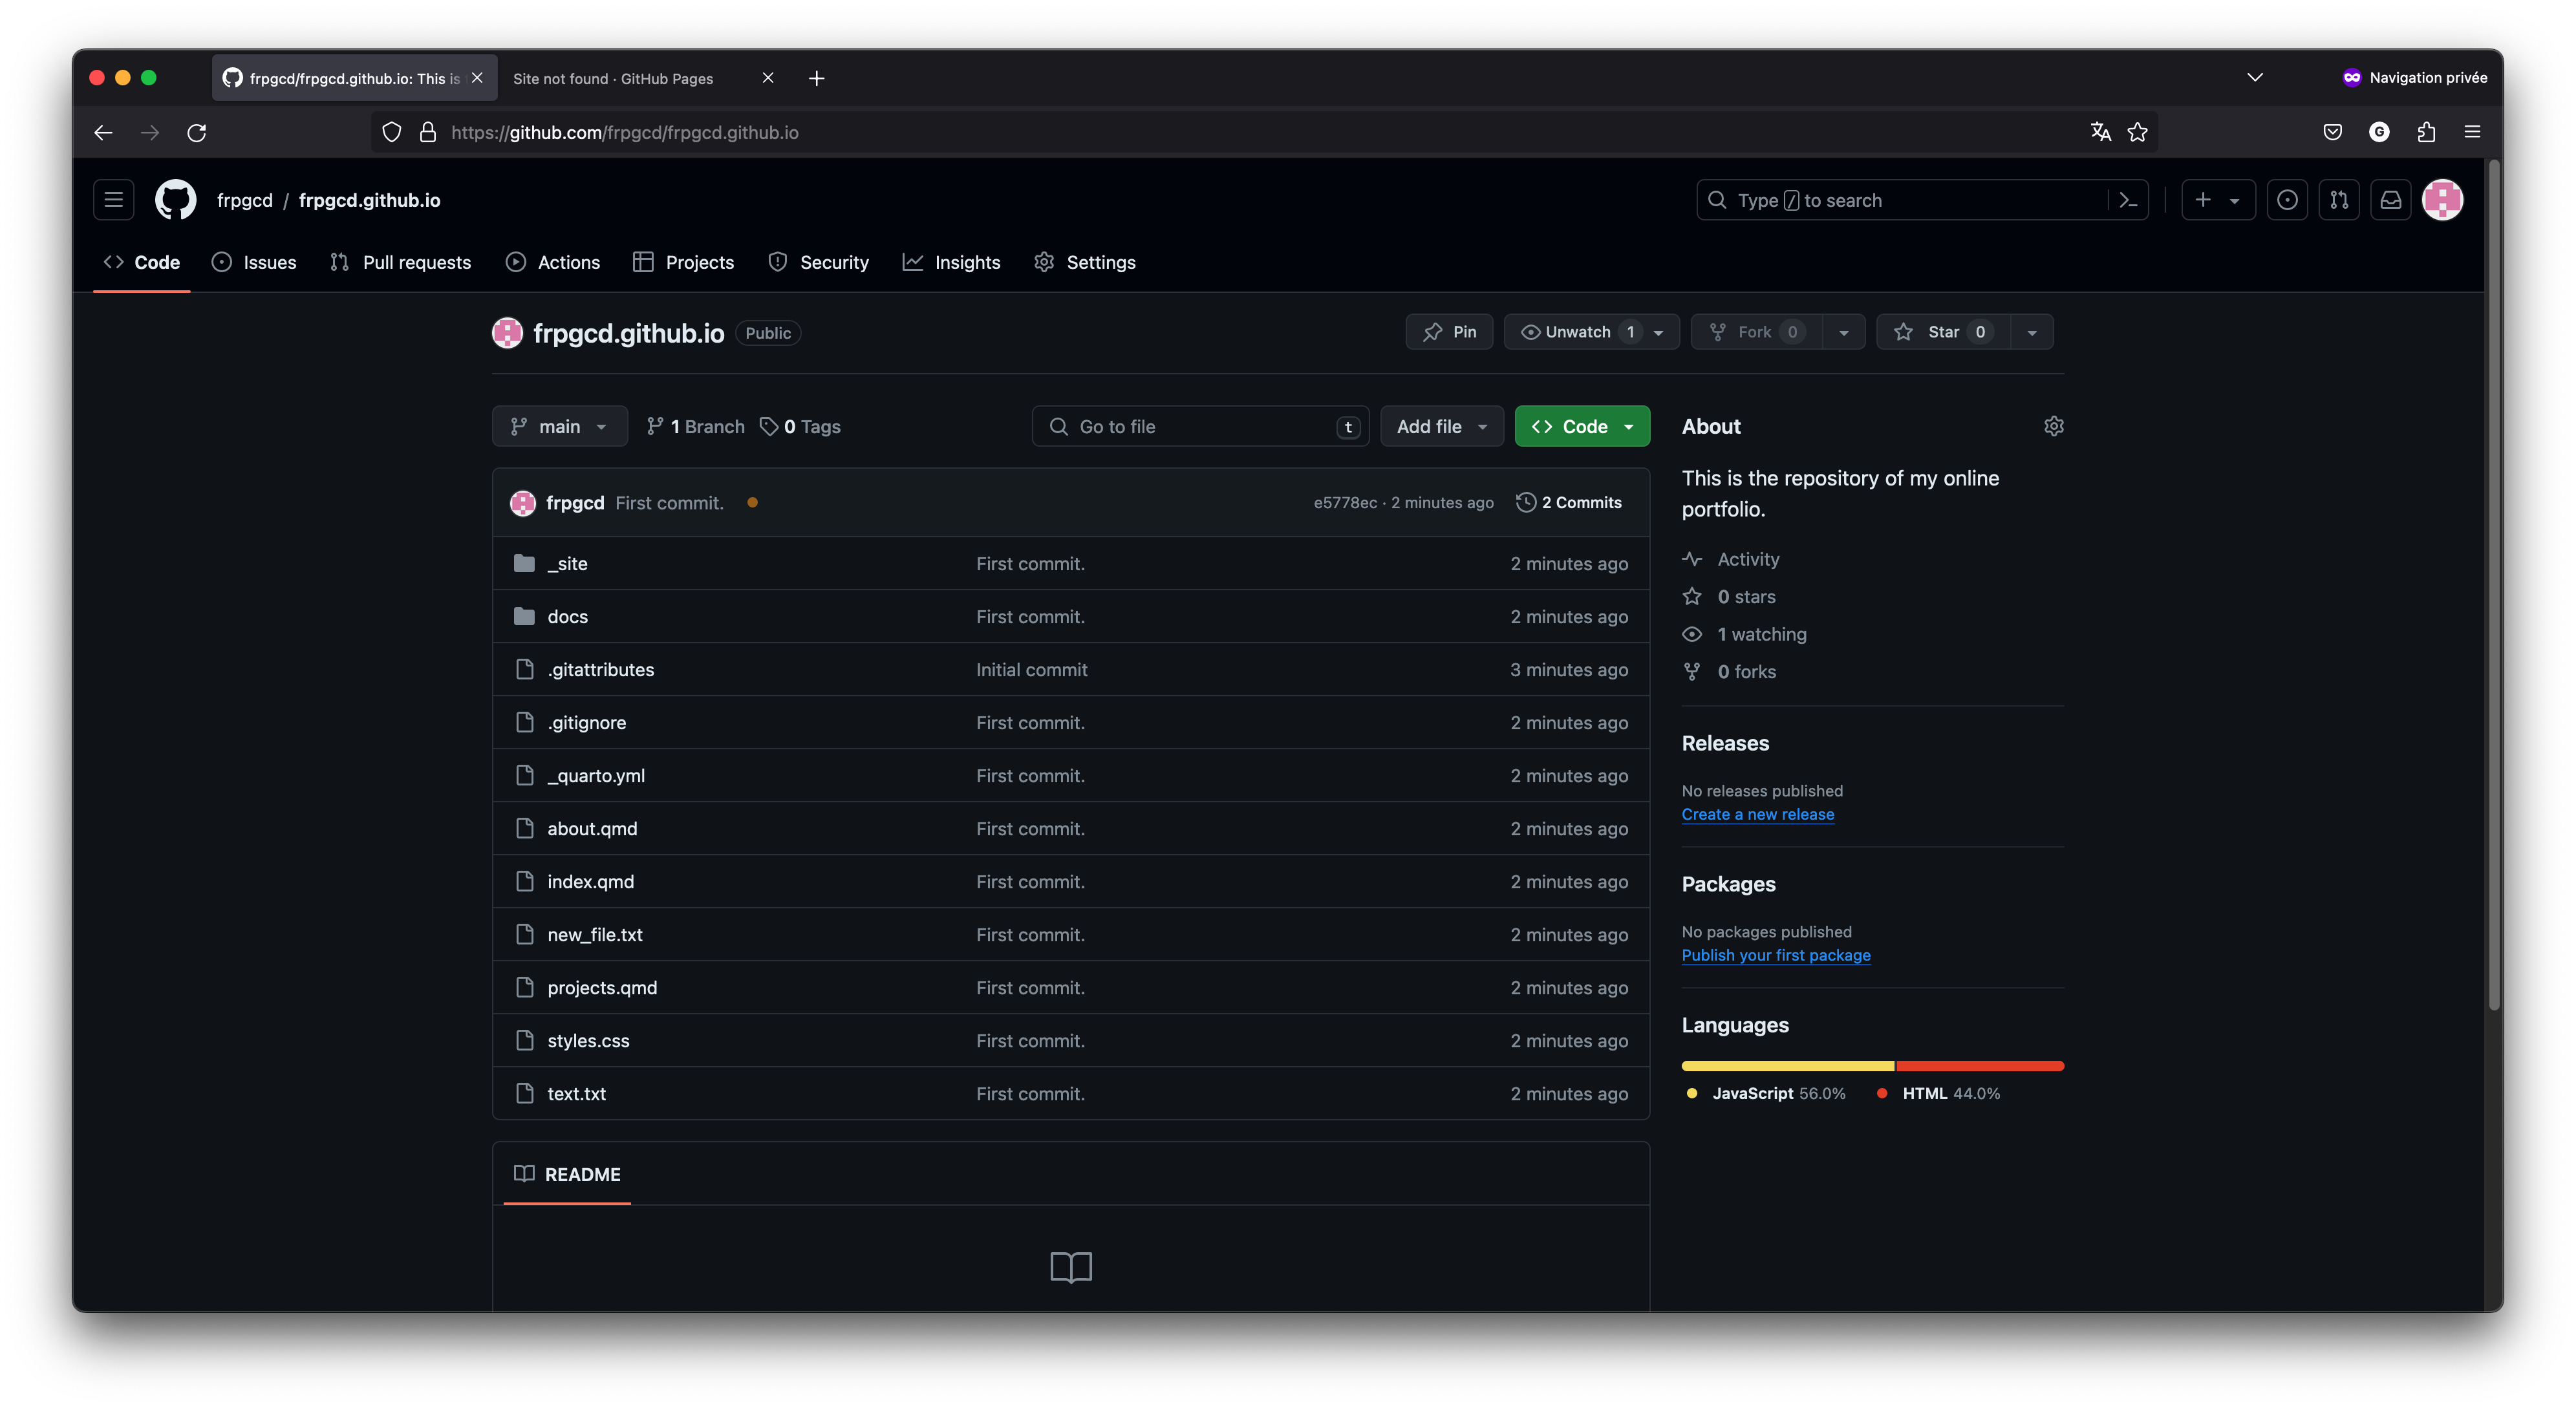 frpgcd/frpgcd.github.io: This is
Site not found · GitHub Pages
Navigation privée
https://github.com/frpgcd/frpgcd.github.io
G
frpgcd / frpgcd.github.io
Type / to search
Code
Issues
Pull requests
Actions
Projects
Security
Insights
Settings
frpgcd.github.io
Public
Pin
Unwatch 1
Fork 0
Star 0
main
1 Branch
0 Tags
Go to file
t
Add file
Code
frpgcd First commit.
e5778ec · 2 minutes ago
2 Commits
_site First commit. 2 minutes ago
docs First commit. 2 minutes ago
.gitattributes Initial commit 3 minutes ago
.gitignore First commit. 2 minutes ago
_quarto.yml First commit. 2 minutes ago
about.qmd First commit. 2 minutes ago
index.qmd First commit. 2 minutes ago
new_file.txt First commit. 2 minutes ago
projects.qmd First commit. 2 minutes ago
styles.css First commit. 2 minutes ago
text.txt First commit. 2 minutes ago
README
About
This is the repository of my online
portfolio.
Activity
0 stars
1 watching
0 forks
Releases
No releases published
Create a new release
Packages
No packages published
Publish your first package
Languages
JavaScript 56.0%
HTML 44.0%